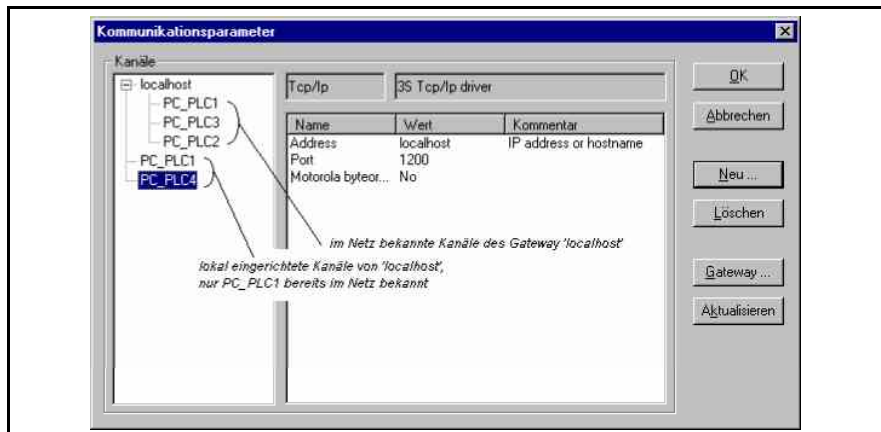 Kommunikationsparameter
Kanäle
localhost
PC_PLC1
PC_PLC3
PC_PLC2
PC_PLC1
PC_PLC4
Tcp/Ip 3S Tcp/Ip driver
Name Wert Kommentar
Address localhost IP address or hostname
Port 1200
Motorola byteor... No
im Netz bekannte Kanäle des Gateway 'localhost'
lokal eingerichtete Kanäle von 'localhost',
nur PC_PLC1 bereits im Netz bekannt
OK
Abbrechen
Neu ...
Löschen
Gateway ...
Aktualisieren